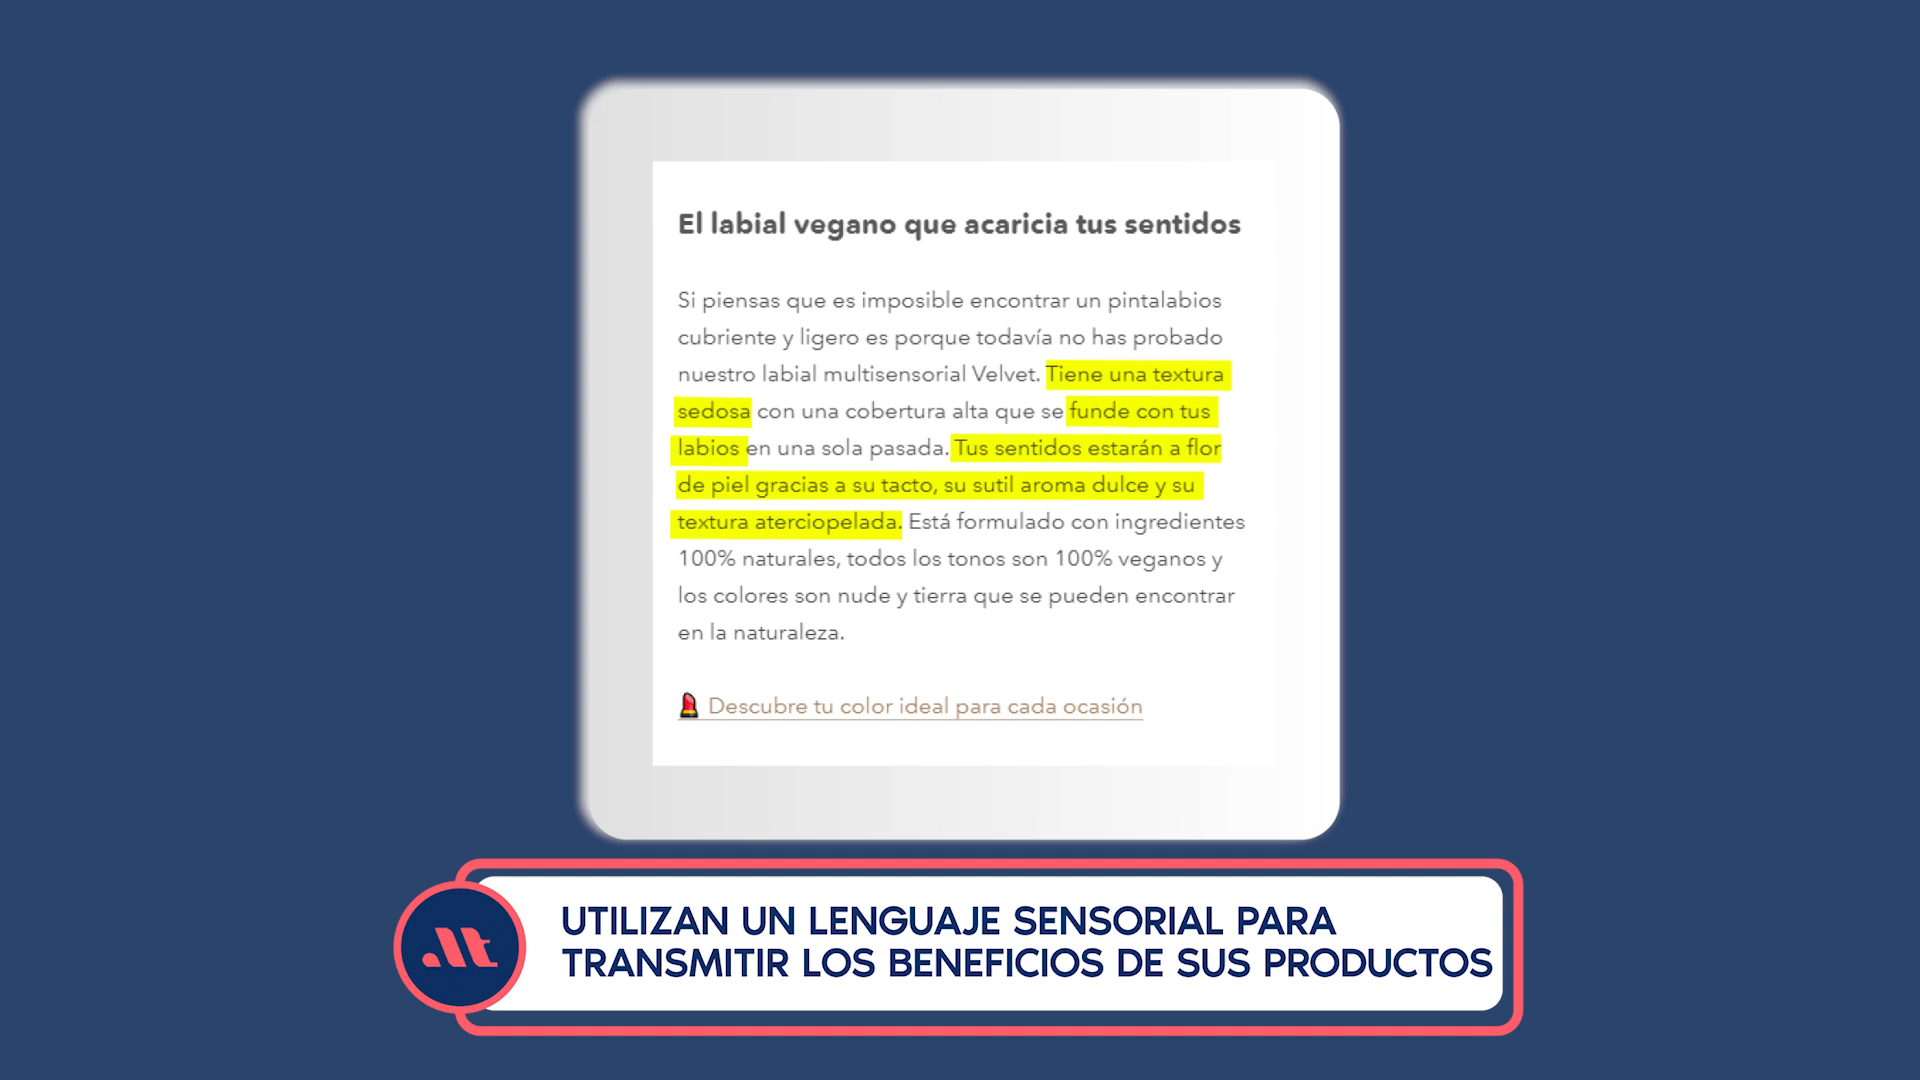 El labial vegano que acaricia tus sentidos
Si piensas que es imposible encontrar un pintalabios
cubriente y ligero es porque todavía no has probado
nuestro labial multisensorial Velvet. Tiene una textura
sedosa con una cobertura alta que se funde con tus
labios en una sola pasada. Tus sentidos estarán a flor
de piel gracias a su tacto, su sutil aroma dulce y su
textura aterciopelada. Está formulado con ingredientes
100% naturales, todos los tonos son 100% veganos y
los colores son nude y tierra que se pueden encontrar
en la naturaleza.
💄 Descubre tu color ideal para cada ocasión
UTILIZAN UN LENGUAJE SENSORIAL PARA
TRANSMITIR LOS BENEFICIOS DE SUS PRODUCTOS